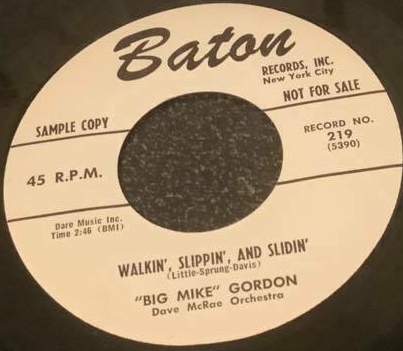 Baton
RECORDS, INC.
New York City
NOT FOR SALE
SAMPLE COPY
RECORD NO.
219
(5390)
45 R.P.M.
Dare Music Inc.
Time 2:46 (BMI)
WALKIN', SLIPPIN', AND SLIDIN'
(Little-Sprung-Davis)
"BIG MIKE" GORDON
Dave McRae Orchestra